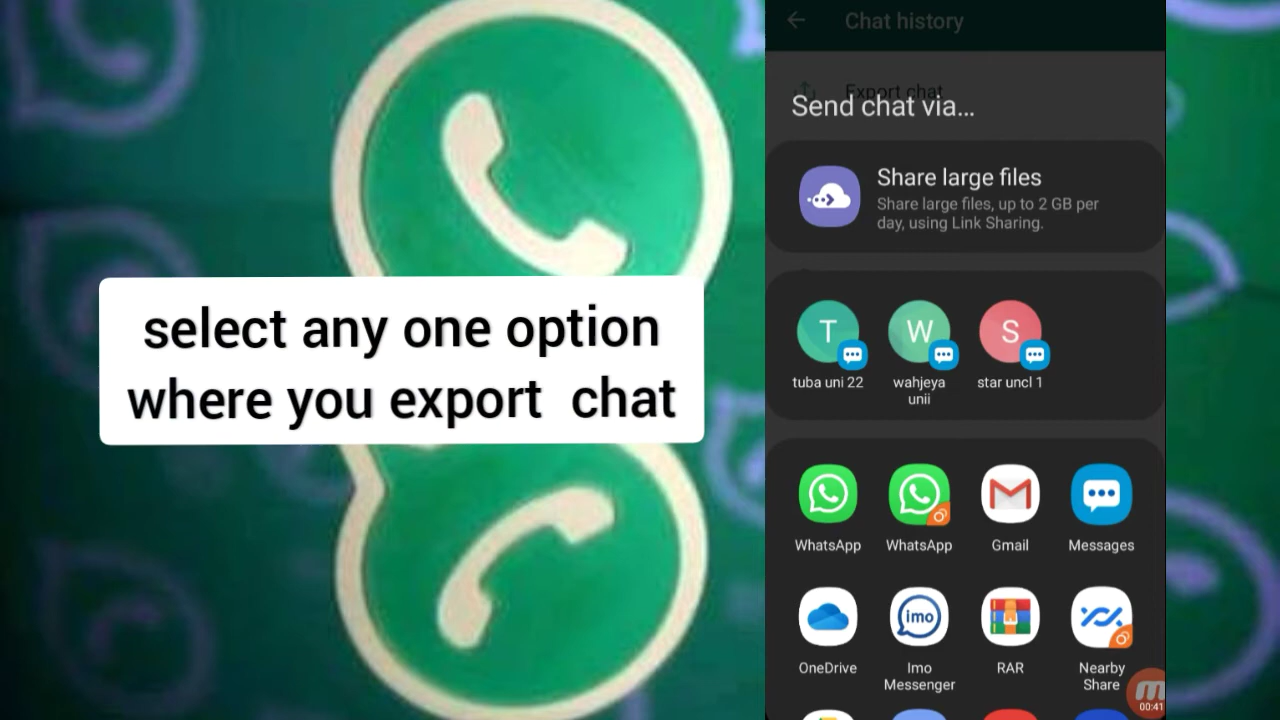 select any one option
where you export chat
Chat history
Export chat
Send chat via...
Share large files
Share large files, up to 2 GB per
day, using Link Sharing.
T
W
S
tuba uni 22
wahjeya
unii
star uncl 1
WhatsApp
WhatsApp
Gmail
Messages
imo
OneDrive
Imo
Messenger
RAR
Nearby
Share
00:41